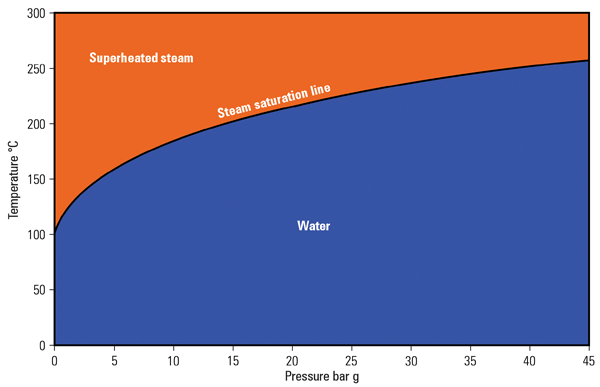 300
250
200
150
100
50
0
Temperature °C
Superheated steam
Steam saturation line
Water
0 5 10 15 20 25 30 35 40 45
Pressure bar g